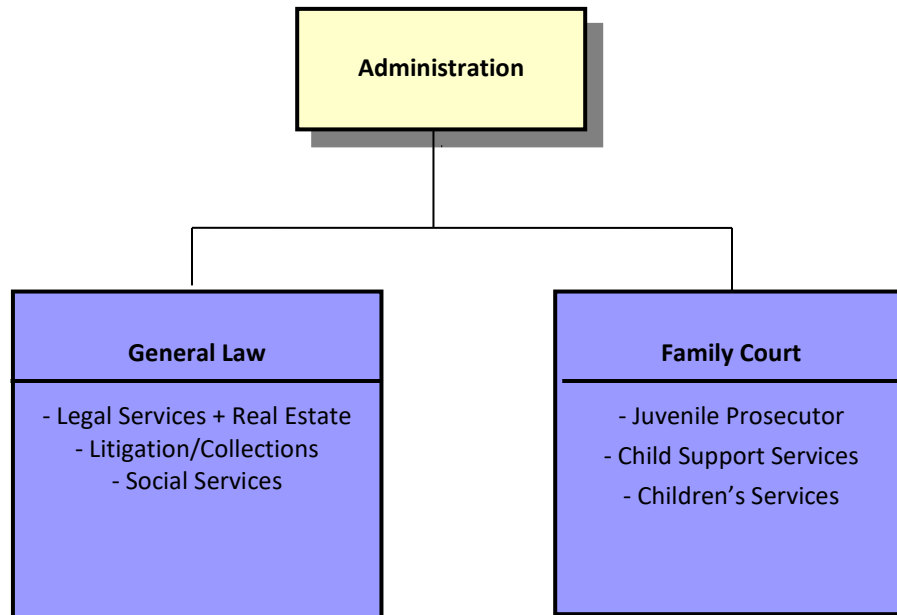 Administration
General Law
- Legal Services + Real Estate
- Litigation/Collections
- Social Services
Family Court
- Juvenile Prosecutor
- Child Support Services
- Children’s Services